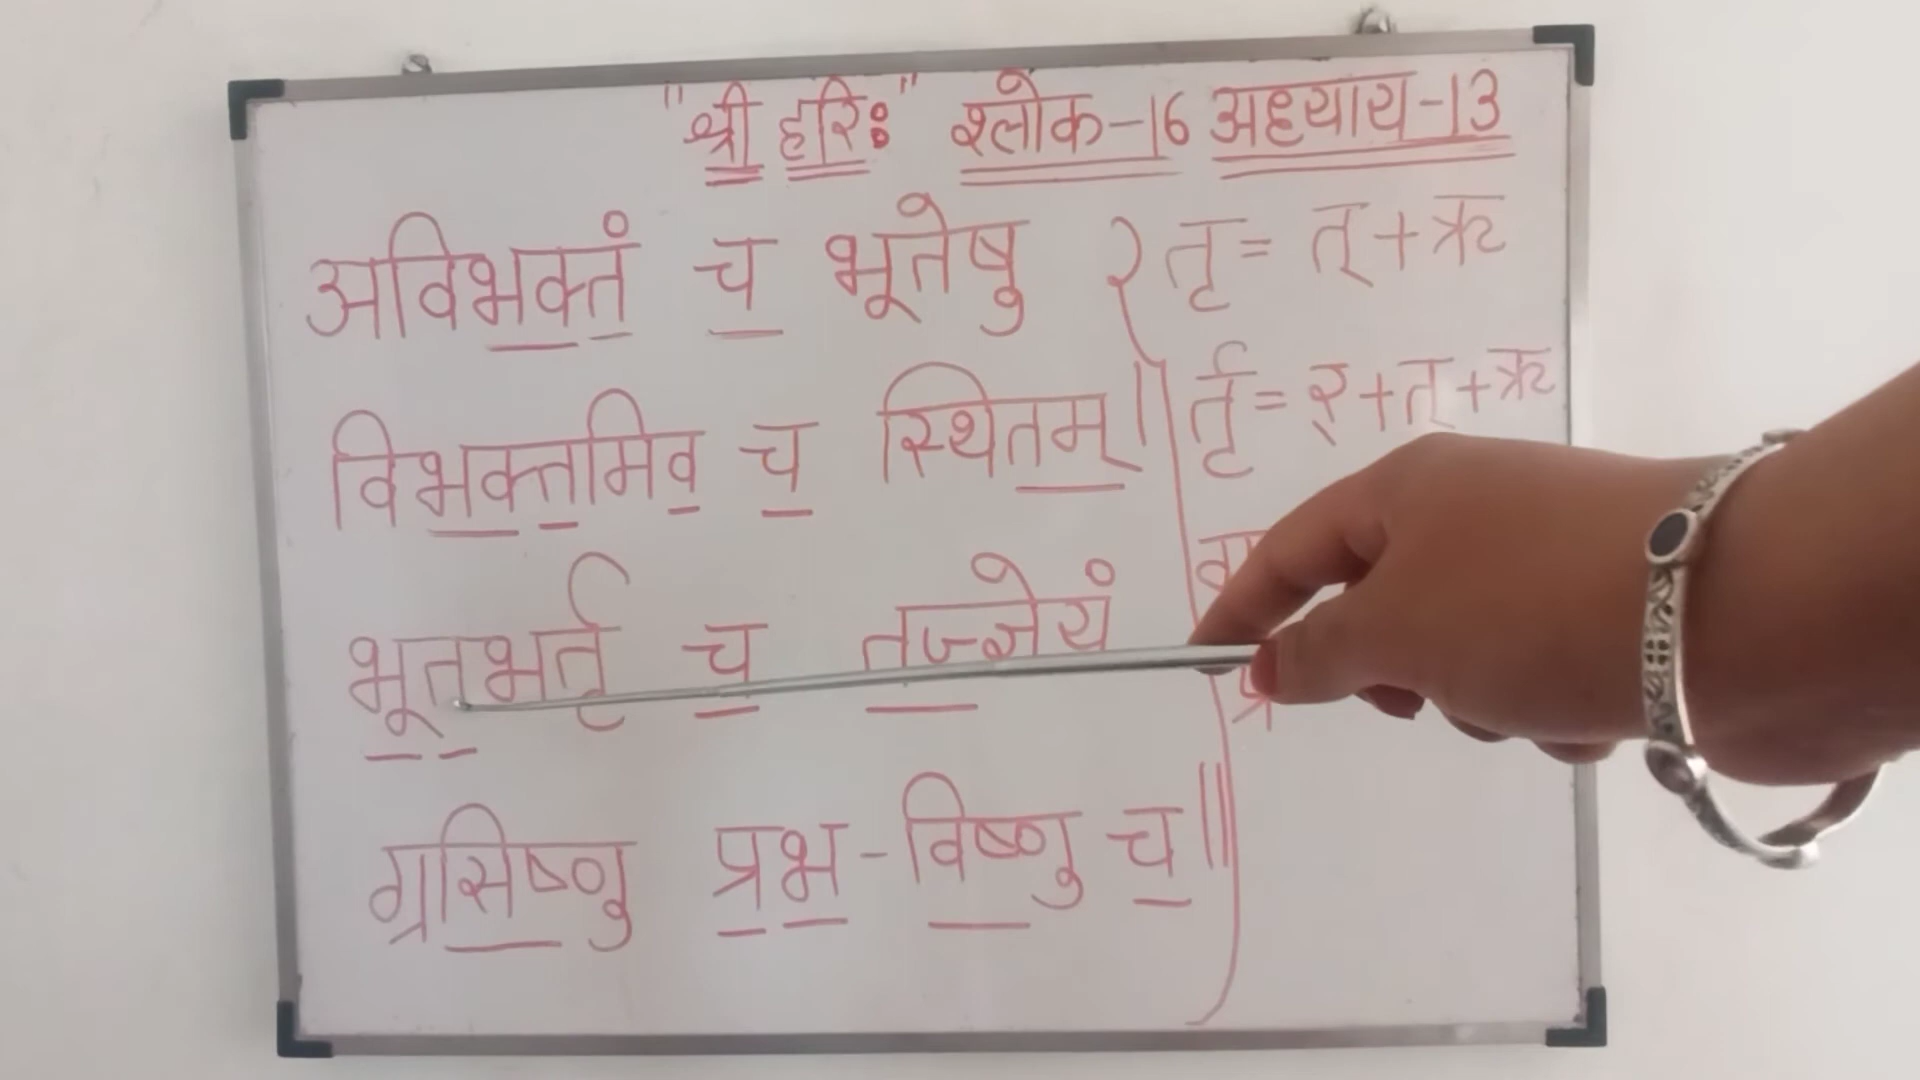 "श्री हरिः" श्लोक-16 अध्याय-13
अविभक्तं च भूतेषु
विभक्तमिव च स्थितम्।
भूतभर्तृ च तज्ज्ञेयं
ग्रसिष्णु प्रभ-विष्णु च॥
तृ = त् + ऋ
र्तृ = र् + त् + ऋ